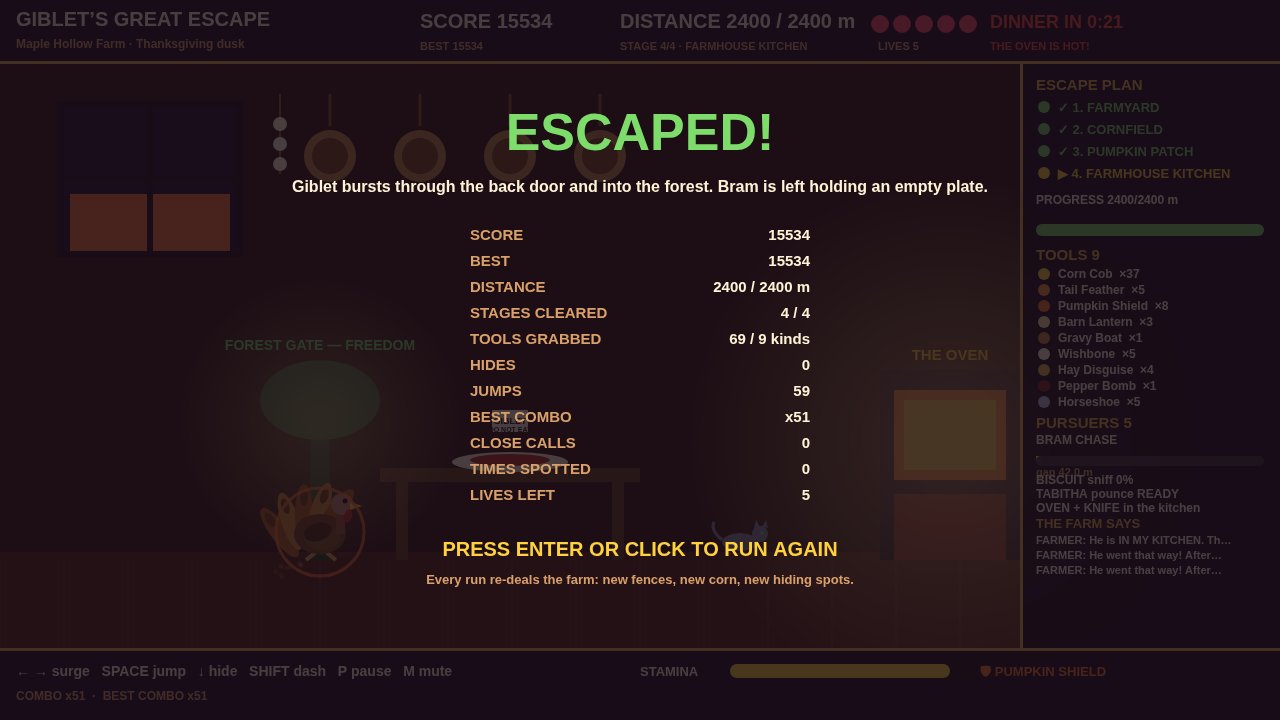 GIBLET'S GREAT ESCAPE
Maple Hollow Farm · Thanksgiving dusk
SCORE 15534
BEST 15534
DISTANCE 2400 / 2400 m
STAGE 4/4 · FARMHOUSE KITCHEN
LIVES 5
DINNER IN 0:21
THE OVEN IS HOT!
ESCAPED!
Giblet bursts through the back door and into the forest. Bram is left holding an empty plate.
SCORE 15534
BEST 15534
DISTANCE 2400 / 2400 m
STAGES CLEARED 4 / 4
TOOLS GRABBED 69 / 9 kinds
HIDES 0
JUMPS 59
BEST COMBO x51
CLOSE CALLS 0
TIMES SPOTTED 0
LIVES LEFT 5
PRESS ENTER OR CLICK TO RUN AGAIN
Every run re-deals the farm: new fences, new corn, new hiding spots.
FOREST GATE — FREEDOM
THE OVEN
ESCAPE PLAN
✓ 1. FARMYARD
✓ 2. CORNFIELD
✓ 3. PUMPKIN PATCH
▶ 4. FARMHOUSE KITCHEN
PROGRESS 2400/2400 m
TOOLS 9
Corn Cob ×37
Tail Feather ×5
Pumpkin Shield ×8
Barn Lantern ×3
Gravy Boat ×1
Wishbone ×5
Hay Disguise ×4
Pepper Bomb ×1
Horseshoe ×5
PURSUERS 5
BRAM CHASE
gap 42.0 m
BISCUIT sniff 0%
TABITHA pounce READY
OVEN + KNIFE in the kitchen
THE FARM SAYS
FARMER: He is IN MY KITCHEN. Th…
FARMER: He went that way! After…
FARMER: He went that way! After…
← → surge SPACE jump ↓ hide SHIFT dash P pause M mute
COMBO x51 · BEST COMBO x51
STAMINA
PUMPKIN SHIELD